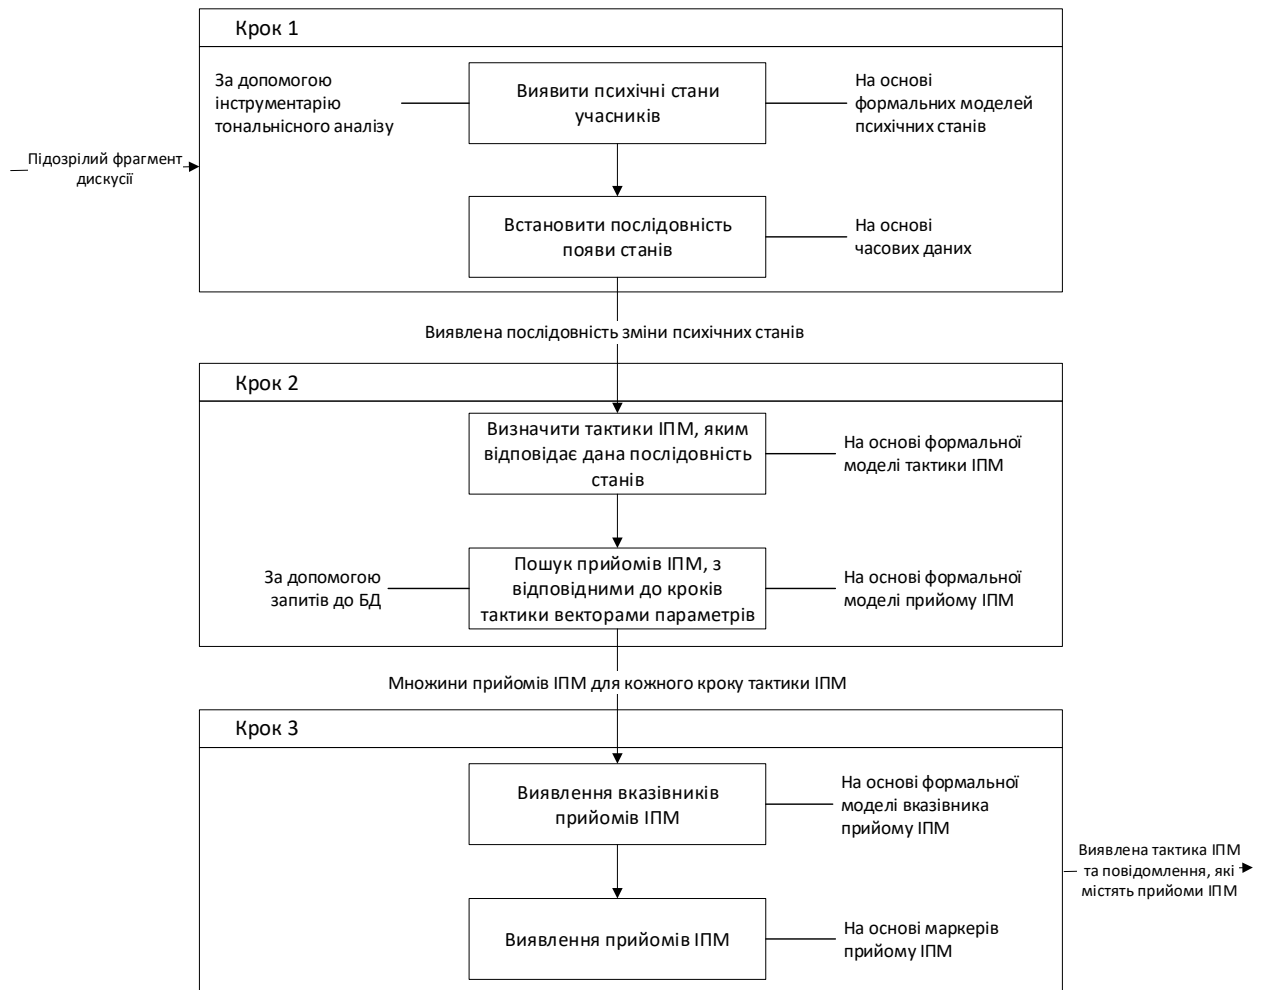 Крок 1
За допомогою
інструментарію
тональнісного аналізу
Виявити психічні стани
учасників
На основі
формальних моделей
психічних станів
Підозрілий фрагмент
дискусії
Встановити послідовність
появи станів
На основі
часових даних
Виявлена послідовність зміни психічних станів
Крок 2
Визначити тактики ІПМ, яким
відповідає дана послідовність
станів
На основі формальної
моделі тактики ІПМ
За допомогою
запитів до БД
Пошук прийомів ІПМ, з
відповідними до кроків
тактики векторами параметрів
На основі формальної
моделі прийому ІПМ
Множини прийомів ІПМ для кожного кроку тактики ІПМ
Крок 3
Виявлення вказівників
прийомів ІПМ
На основі формальної
моделі вказівника
прийому ІПМ
Виявлена тактика ІПМ
та повідомлення, які
містять прийоми ІПМ
Виявлення прийомів ІПМ
На основі маркерів
прийому ІПМ